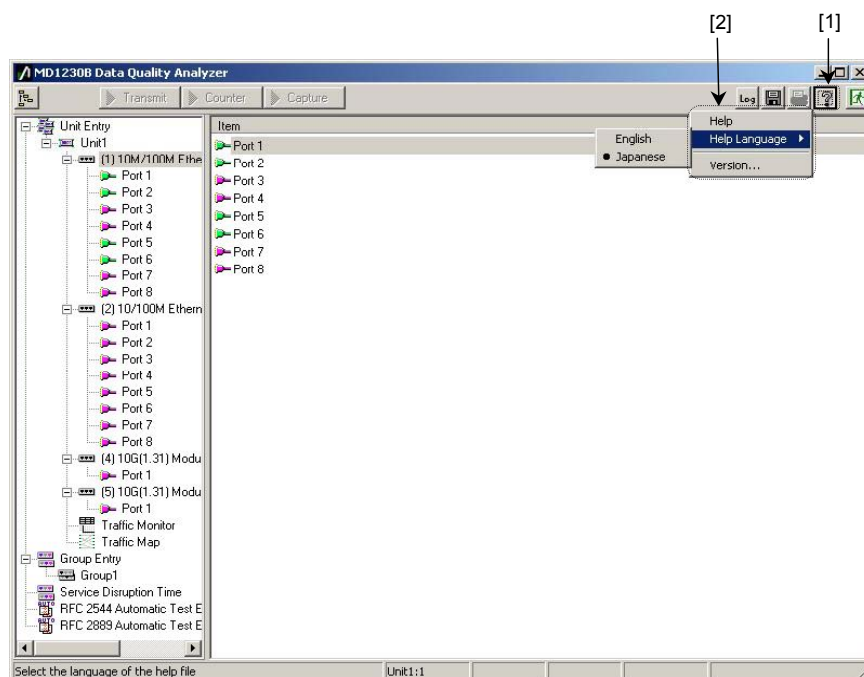 [2] [1]
MD1230B Data Quality Analyzer
Transmit Counter Capture Log
Unit Entry
Unit1
(1) 10M/100M Ethe
Port 1
Port 2
Port 3
Port 4
Port 5
Port 6
Port 7
Port 8
(2) 10/100M Ethern
Port 1
Port 2
Port 3
Port 4
Port 5
Port 6
Port 7
Port 8
(4) 10G(1.31) Modu
Port 1
(5) 10G(1.31) Modu
Port 1
Traffic Monitor
Traffic Map
Group Entry
Group1
Service Disruption Time
RFC 2544 Automatic Test E
RFC 2889 Automatic Test E
Item
Port 1
Port 2
Port 3
Port 4
Port 5
Port 6
Port 7
Port 8
Help
Help Language
Version...
English
Japanese
Select the language of the help file
Unit1:1